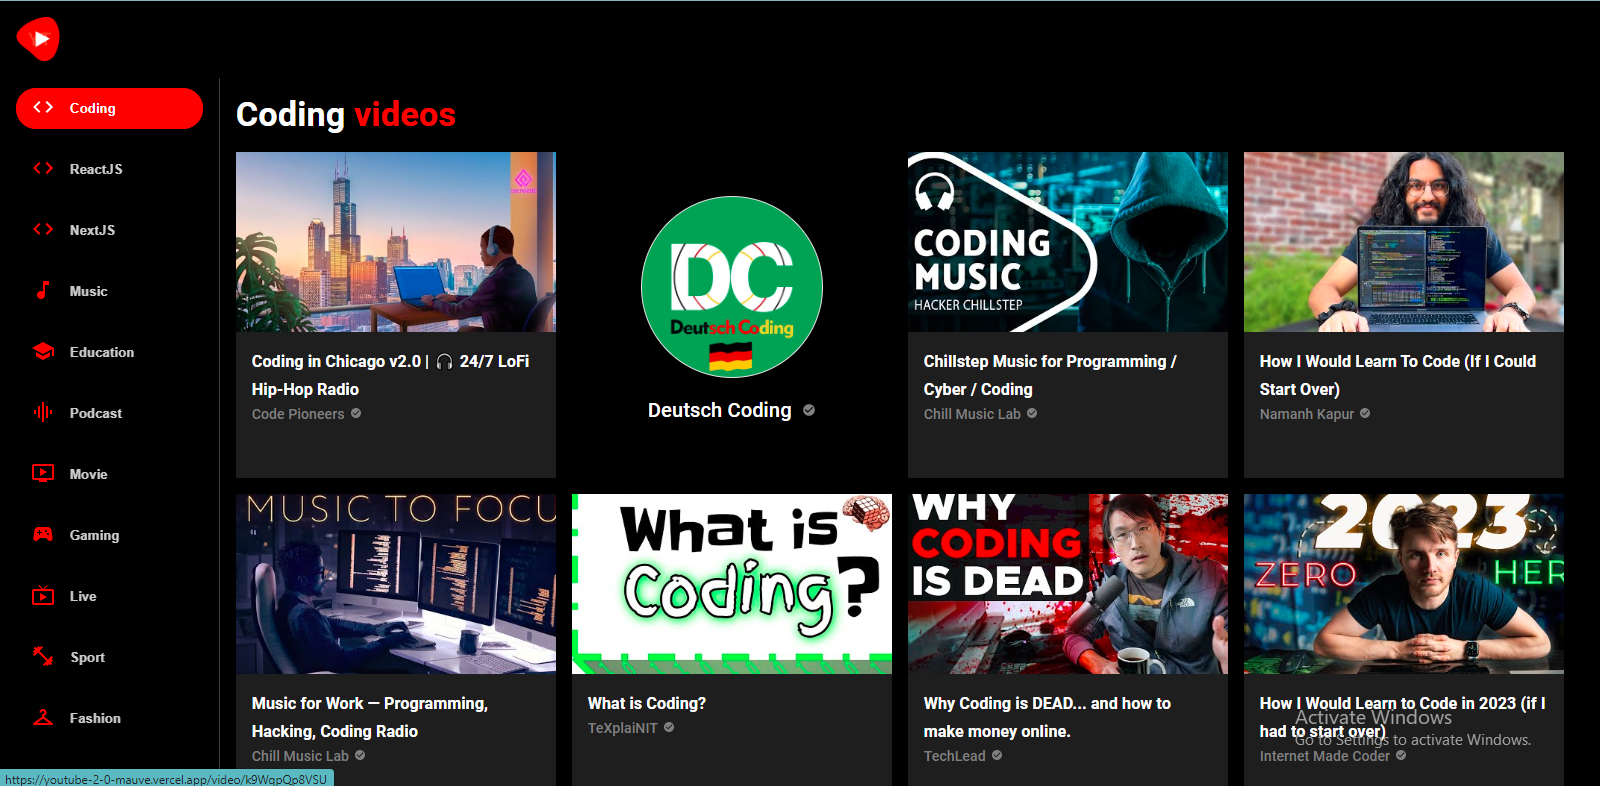 Coding
ReactJS
NextJS
Music
Education
Podcast
Movie
Gaming
Live
Sport
Fashion
Coding videos
Coding in Chicago v2.0 | 🎧 24/7 LoFi
Hip-Hop Radio
Code Pioneers
DC
Deutsch Coding
Deutsch Coding
CODING
MUSIC
HACKER CHILLSTEP
Chillstep Music for Programming /
Cyber / Coding
Chill Music Lab
How I Would Learn To Code (If I Could
Start Over)
Namanh Kapur
MUSIC TO FOCU
Music for Work — Programming,
Hacking, Coding Radio
Chill Music Lab
What is
Coding?
What is Coding?
TeXplaiNIT
WHY
CODING
IS DEAD
Why Coding is DEAD... and how to
make money online.
TechLead
2023
ZERO
HER
How I Would Learn to Code in 2023 (if I
had to start over)
Internet Made Coder
Activate Windows
Go to Settings to activate Windows.
https://youtube-2-0-mauve.vercel.app/video/k9WqpQp8VSU